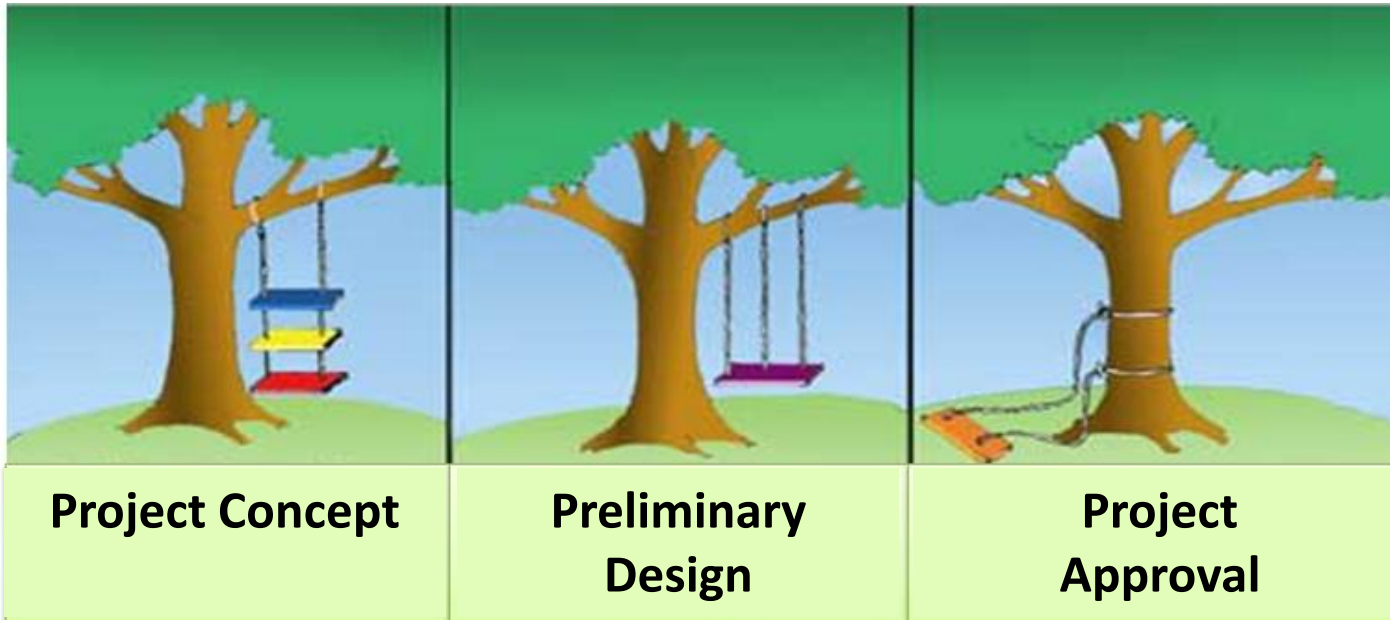 Project Concept
Preliminary
Design
Project
Approval